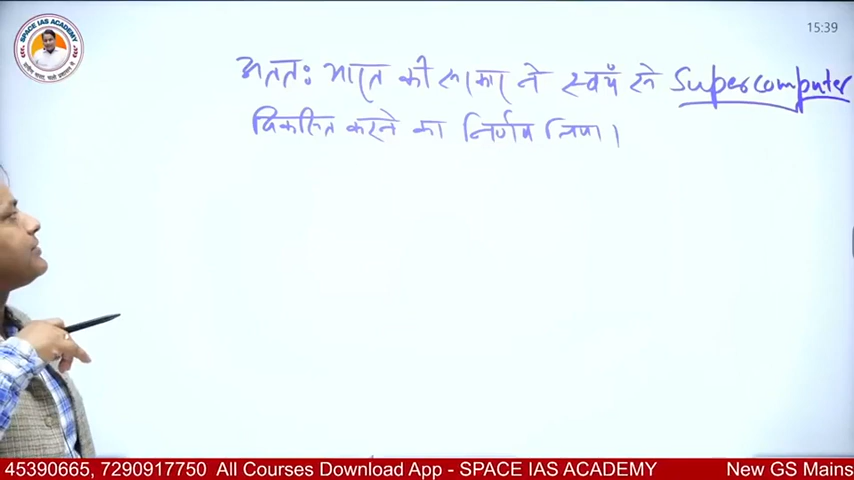 SPACE IAS ACADEMY
15:39
अंततः भारत की सरकार ने स्वयं से Supercomputer
विकसित करने का निर्णय लिया।
45390665, 7290917750 All Courses Download App - SPACE IAS ACADEMY New GS Mains